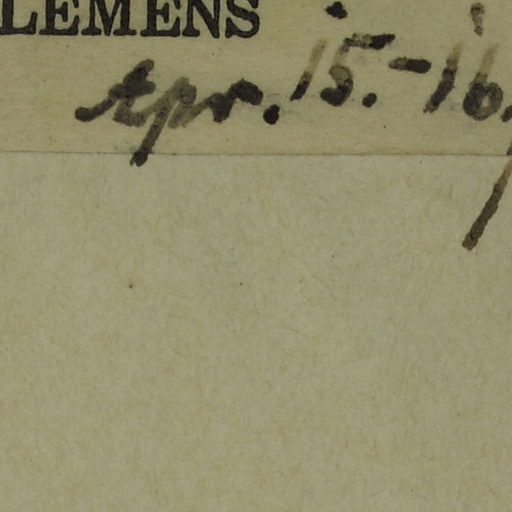 LEMENS
Apr. 15.-16,